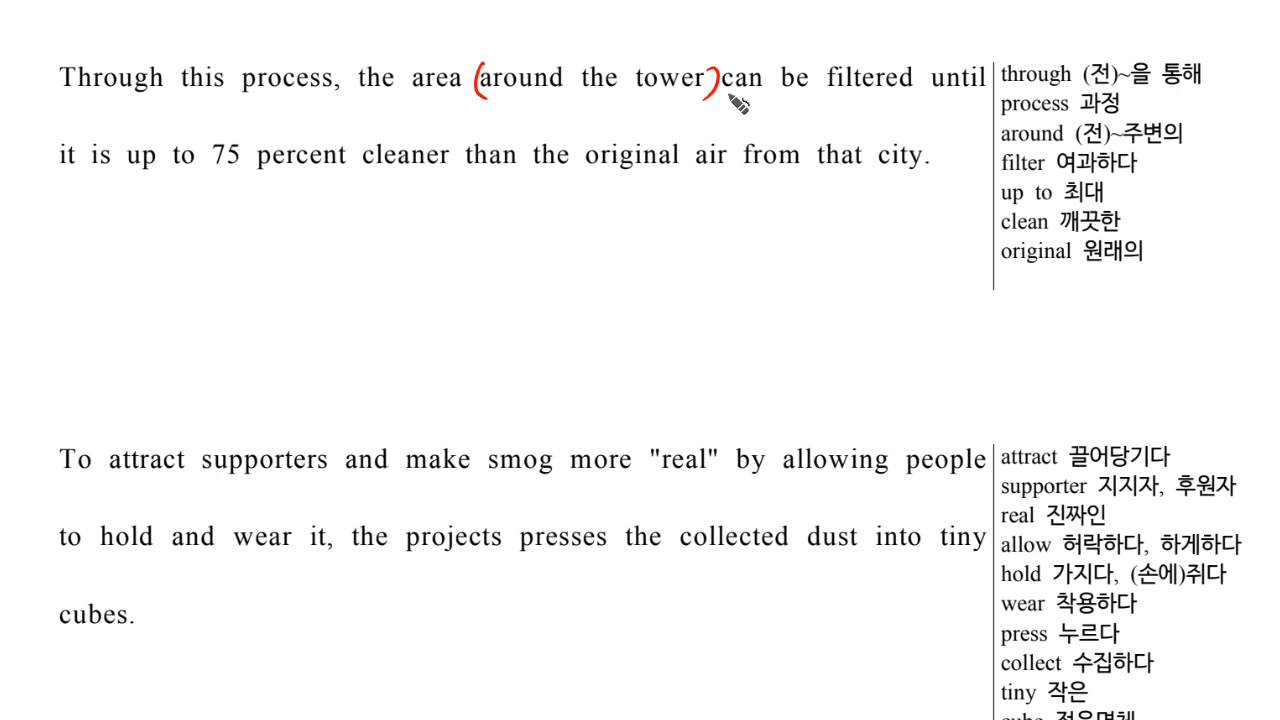 Through this process, the area (around the tower) can be filtered until
it is up to 75 percent cleaner than the original air from that city.
through (전)~을 통해
process 과정
around (전)~주변의
filter 여과하다
up to 최대
clean 깨끗한
original 원래의
To attract supporters and make smog more "real" by allowing people
to hold and wear it, the projects presses the collected dust into tiny
cubes.
attract 끌어당기다
supporter 지지자, 후원자
real 진짜인
allow 허락하다, 하게하다
hold 가지다, (손에)쥐다
wear 착용하다
press 누르다
collect 수집하다
tiny 작은